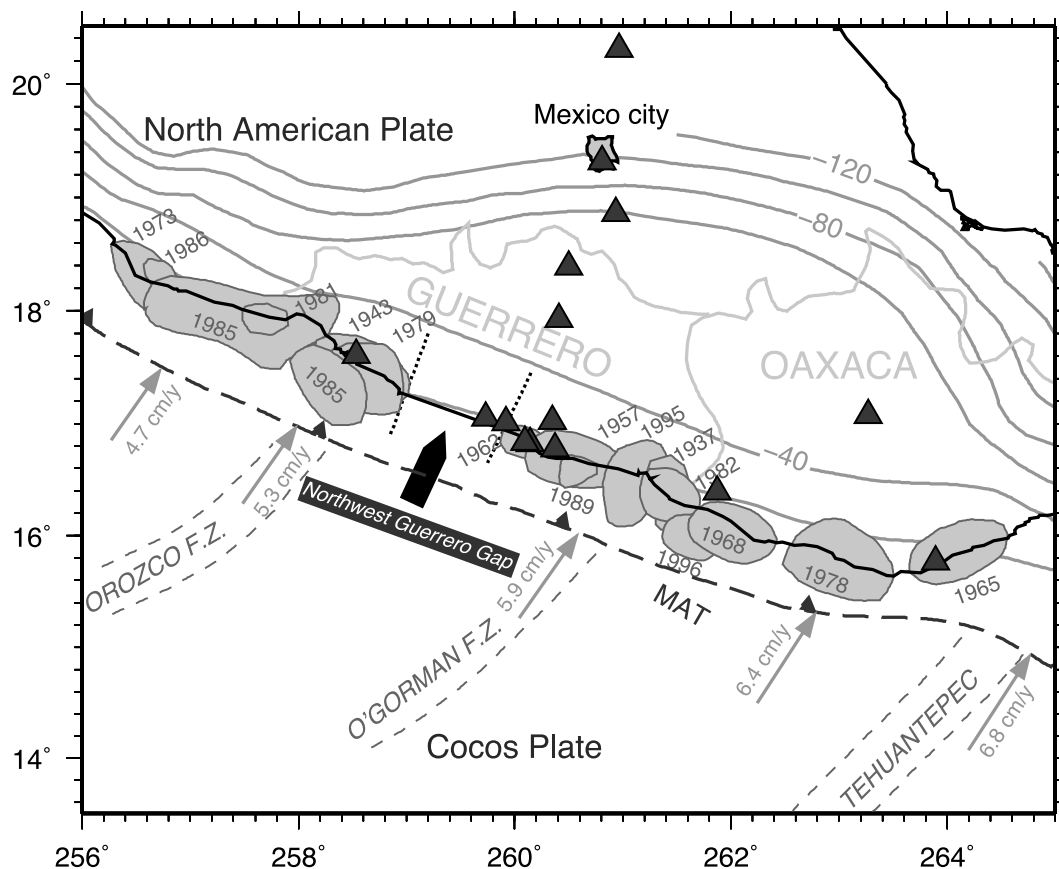 20°
Mexico city
North American Plate
−120
−80
1973
1986
18°
1981
GUERRERO
1943
1979
1985
OAXACA
1985
1957
1995
1962
1937
−40
1982
4.7 cm/y
5.3 cm/y
Northwest Guerrero Gap
1989
16°
1968
1996
1978
1965
OROZCO F.Z.
5.9 cm/y
MAT
6.4 cm/y
O'GORMAN F.Z.
6.8 cm/y
TEHUANTEPEC
Cocos Plate
14°
256°
258°
260°
262°
264°